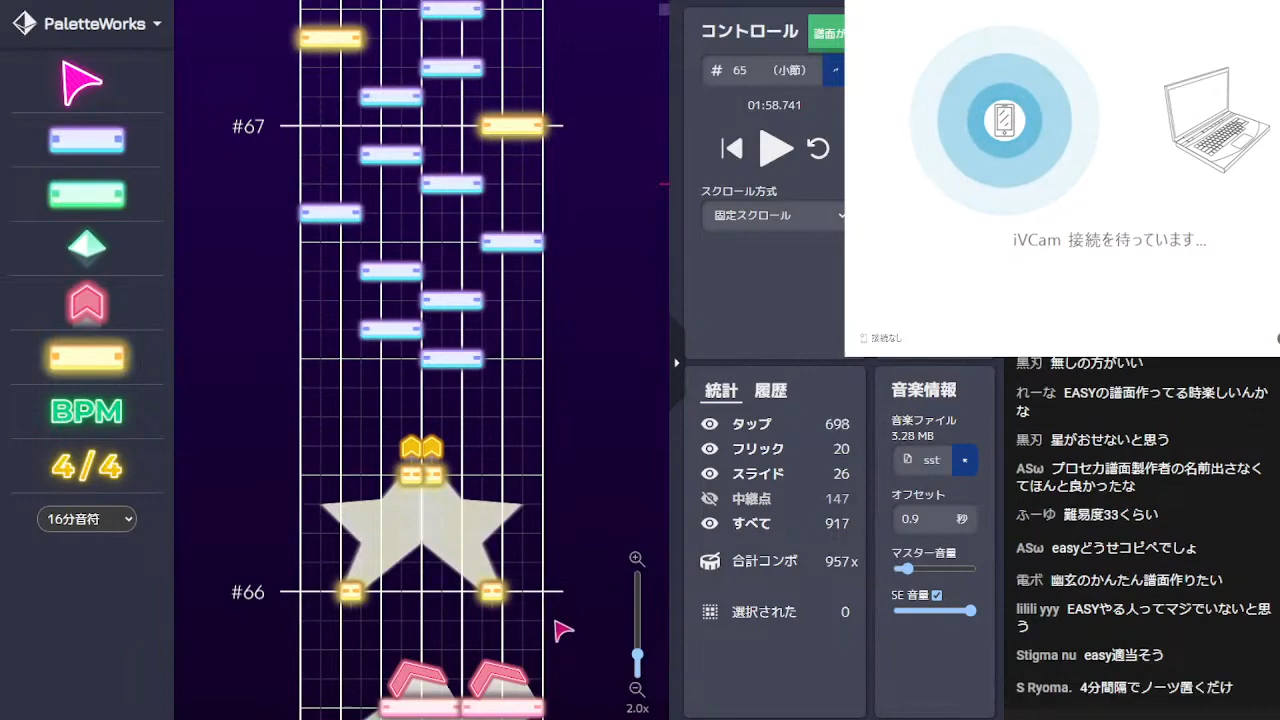 PaletteWorks
BPM
4/4
16分音符
#67
#66
2.0x
コントロール
譜面が
# 65 (小節)
01:58.741
スクロール方式
固定スクロール
iVCam 接続を待っています...
接続なし
統計 履歴
タップ 698
フリック 20
スライド 26
中継点 147
すべて 917
合計コンボ 957x
選択された 0
音楽情報
音楽ファイル
3.28 MB
sst
オフセット
0.9 秒
マスター音量
SE 音量
黒刃 無しの方がいい
れーな EASYの譜面作ってる時楽しいんか
な
黒刃 星がおせないと思う
ASω プロセカ譜面製作者の名前出さなく
てほんと良かったな
ふーゆ 難易度33くらい
ASω easyどうせコピペでしょ
電ボ 幽玄のかんたん譜面作りたい
lilili yyy EASYやる人ってマジでいないと思
う
Stigma nu easy適当そう
S Ryoma. 4分間隔でノーツ置くだけ